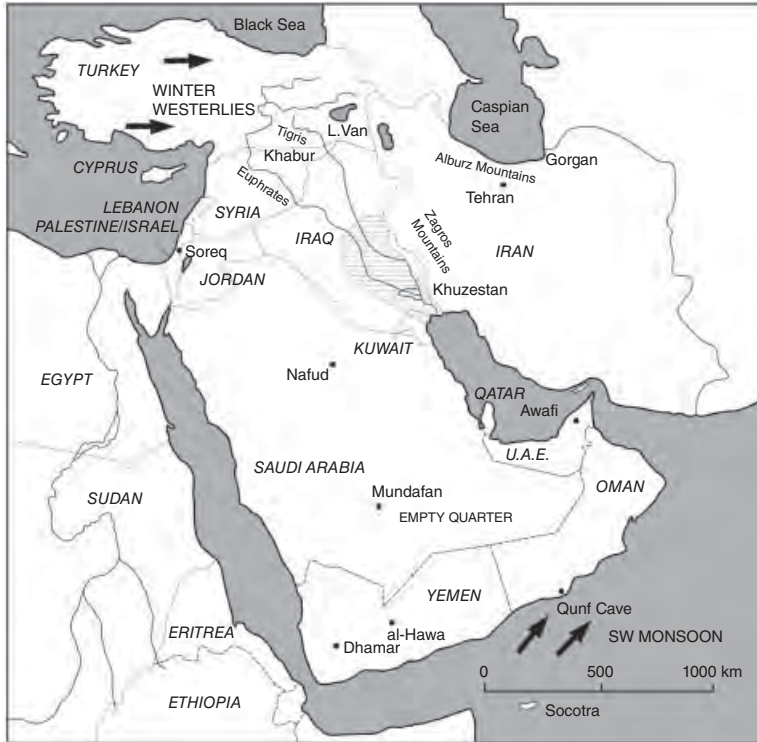 Black Sea
TURKEY
WINTER
WESTERLIES
Caspian
Sea
L.Van
Tigris
Khabur
Gorgan
Alburz Mountains
Tehran
CYPRUS
Euphrates
LEBANON
SYRIA
PALESTINE/ISRAEL
Zagros
Mountains
IRAQ
IRAN
Soreq
JORDAN
Khuzestan
KUWAIT
Nafud
EGYPT
QATAR
Awafi
U.A.E.
SAUDI ARABIA
OMAN
SUDAN
Mundafan
EMPTY QUARTER
YEMEN
Qunf Cave
al-Hawa
ERITREA
Dhamar
SW MONSOON
0 500 1000 km
ETHIOPIA
Socotra